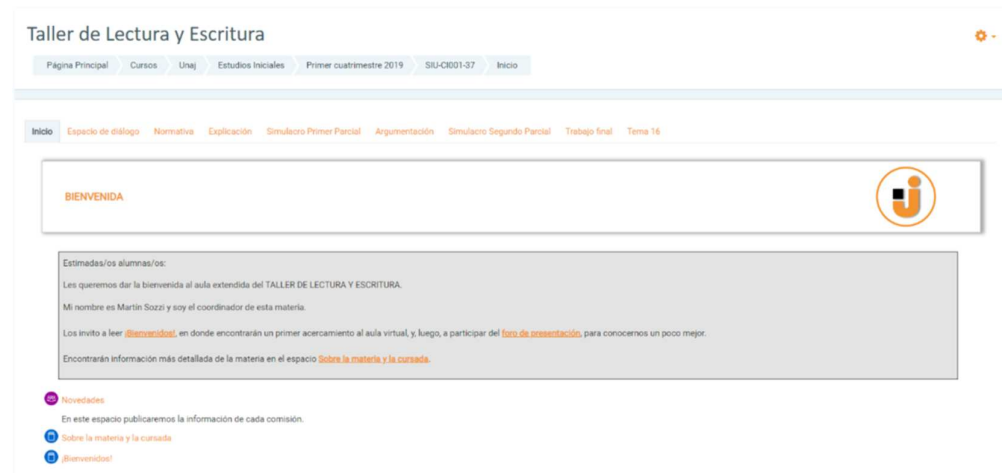 Taller de Lectura y Escritura
Página Principal Cursos Unaj Estudios Iniciales Primer cuatrimestre 2019 SIU-CI001-37 Inicio
Inicio Espacio de diálogo Normativa Explicación Simulacro Primer Parcial Argumentación Simulacro Segundo Parcial Trabajo final Tema 16
BIENVENIDA
Estimadas/os alumnas/os:
Les queremos dar la bienvenida al aula extendida del TALLER DE LECTURA Y ESCRITURA.
Mi nombre es Martín Sozzi y soy el coordinador de esta materia.
Los invito a leer ¡Bienvenidos!, en donde encontrarán un primer acercamiento al aula virtual, y, luego, a participar del foro de presentación, para conocernos un poco mejor.
Encontrarán información más detallada de la materia en el espacio Sobre la materia y la cursada.
Novedades
En este espacio publicaremos la información de cada comisión.
Sobre la materia y la cursada
¡Bienvenidos!